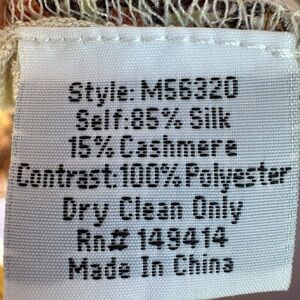 Style: M56320
Self:85% Silk
15% Cashmere
Contrast:100% Polyester
Dry Clean Only
Rn# 149414
Made In China